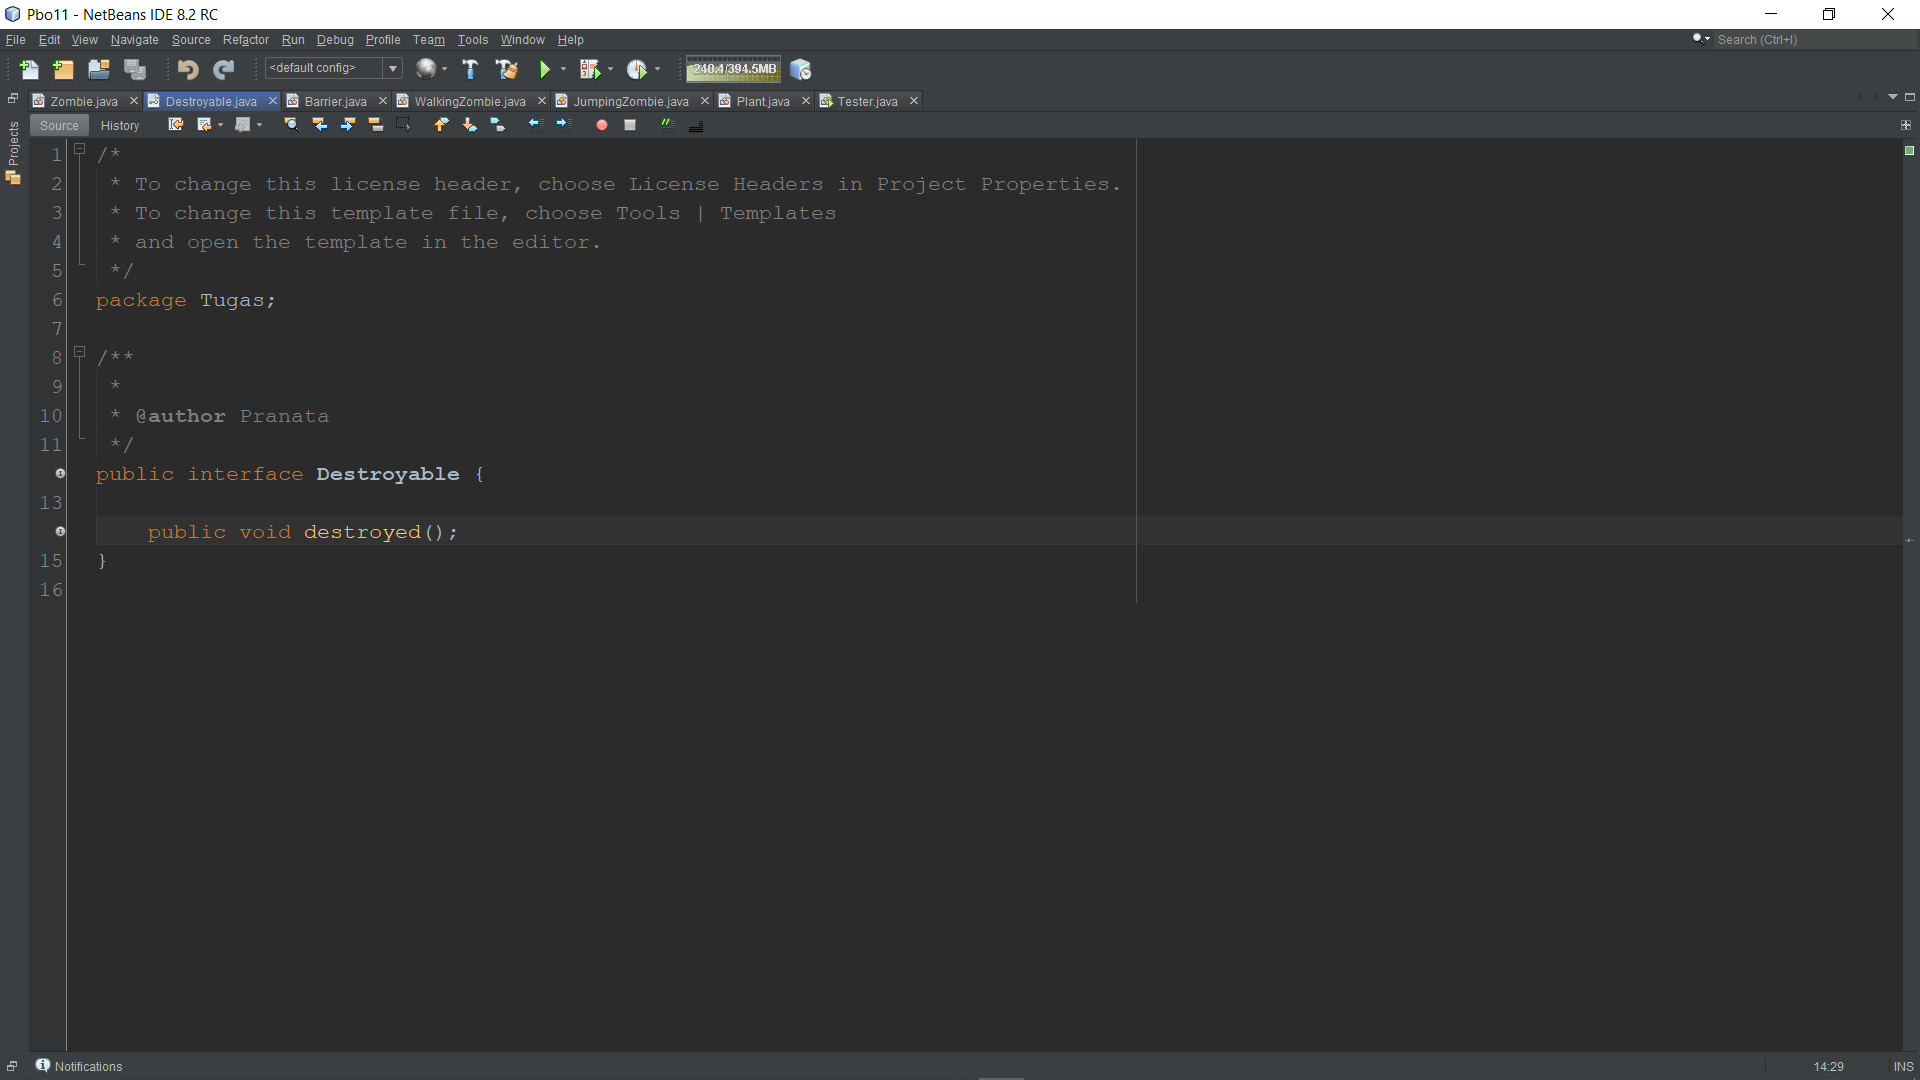 Pbo11 - NetBeans IDE 8.2 RC
File Edit View Navigate Source Refactor Run Debug Profile Team Tools Window Help
Search (Ctrl+I)
<default config>
240.4/394.5MB
Zombie.java Destroyable.java Barrier.java WalkingZombie.java JumpingZombie.java Plant.java Tester.java
Source History
Projects
1 /*
2 * To change this license header, choose License Headers in Project Properties.
3 * To change this template file, choose Tools | Templates
4 * and open the template in the editor.
5 */
6 package Tugas;
7
8 /**
9 *
10 * @author Pranata
11 */
public interface Destroyable {
13
public void destroyed();
15 }
16
Notifications
14:29
INS